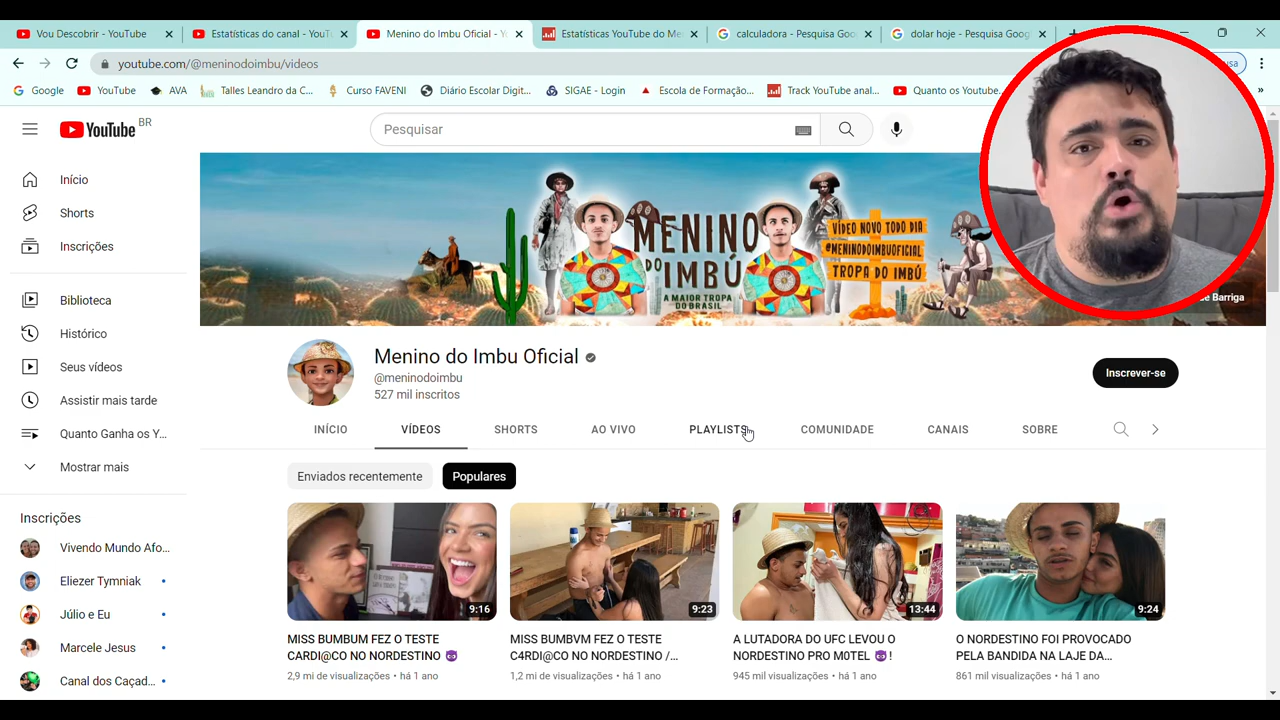 Vou Descobrir - YouTube
Estatísticas do canal - YouT
Menino do Imbu Oficial - Y
Estatísticas YouTube do Me
calculadora - Pesquisa Goo
dolar hoje - Pesquisa Goog
youtube.com/@meninodoimbu/videos
usa
Google
YouTube
AVA
Talles Leandro da C...
Curso FAVENI
Diário Escolar Digit...
SIGAE - Login
Escola de Formação...
Track YouTube anal...
Quanto os Youtube...
YouTube BR
Pesquisar
Início
Shorts
Inscrições
Biblioteca
Histórico
Seus vídeos
Assistir mais tarde
Quanto Ganha os Y...
Mostrar mais
Inscrições
Vivendo Mundo Afo...
Eliezer Tymniak
Júlio e Eu
Marcele Jesus
Canal dos Caçad...
MENINO
DO IMBÚ
A MAIOR TROPA
DO BRASIL
VÍDEO NOVO TODO DIA
#MENINODOIMBUOFICIAL
TROPA DO IMBÚ
de Barriga
Menino do Imbu Oficial
@meninodoimbu
527 mil inscritos
Inscrever-se
INÍCIO
VÍDEOS
SHORTS
AO VIVO
PLAYLISTS
COMUNIDADE
CANAIS
SOBRE
Enviados recentemente
Populares
9:16
9:23
13:44
9:24
MISS BUMBUM FEZ O TESTE
CARDI@CO NO NORDESTINO 😈
2,9 mi de visualizações • há 1 ano
MISS BUMBVM FEZ O TESTE
C4RDI@CO NO NORDESTINO /...
1,2 mi de visualizações • há 1 ano
A LUTADORA DO UFC LEVOU O
NORDESTINO PRO M0TEL 😈 !
945 mil visualizações • há 1 ano
O NORDESTINO FOI PROVOCADO
PELA BANDIDA NA LAJE DA...
861 mil visualizações • há 1 ano